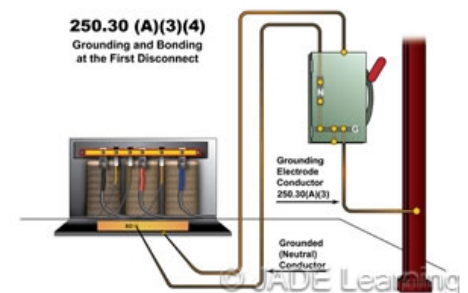 250.30 (A)(3)(4)
Grounding and Bonding
at the First Disconnect
N
G
Grounding
Electrode
Conductor
250.30(A)(3)
XO
Grounded
(Neutral)
Conductor
© JADE Learning